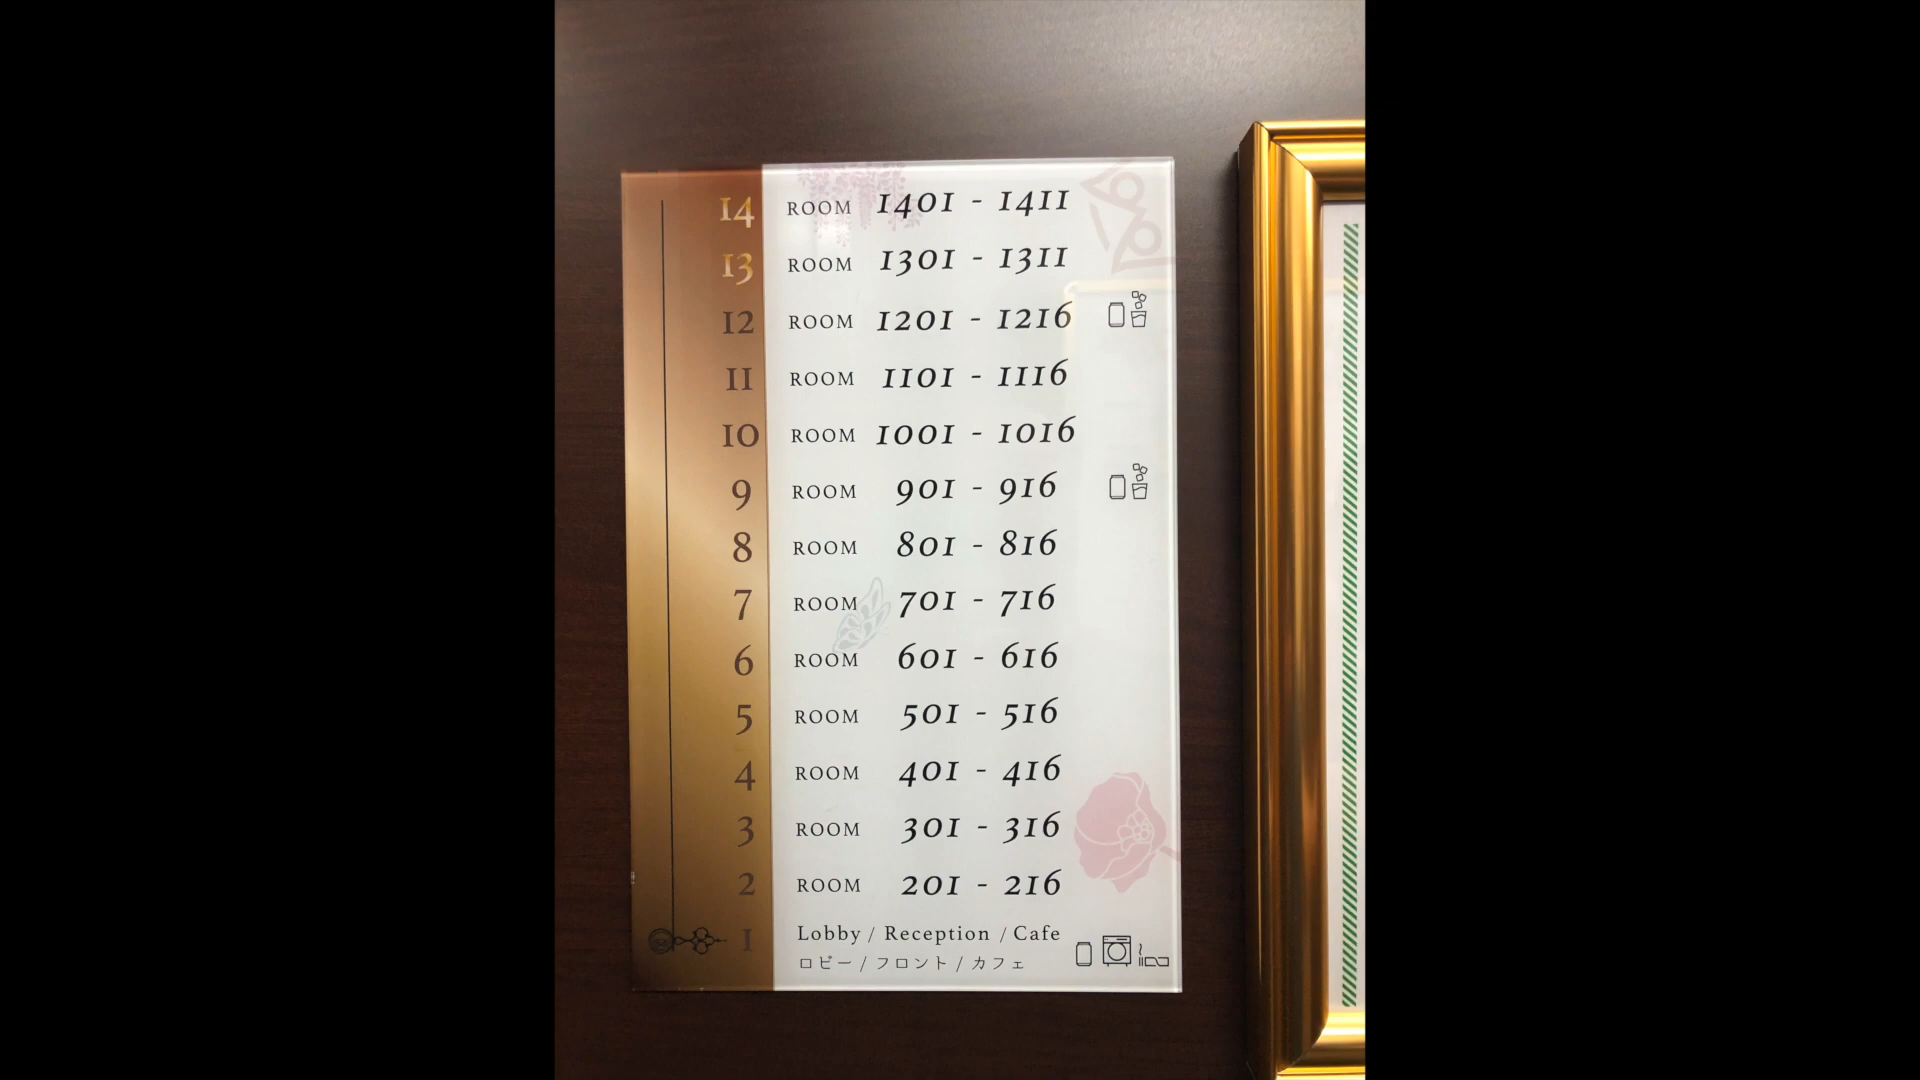 14 ROOM 1401 - 1411
13 ROOM 1301 - 1311
12 ROOM 1201 - 1216
11 ROOM 1101 - 1116
10 ROOM 1001 - 1016
9 ROOM 901 - 916
8 ROOM 801 - 816
7 ROOM 701 - 716
6 ROOM 601 - 616
5 ROOM 501 - 516
4 ROOM 401 - 416
3 ROOM 301 - 316
2 ROOM 201 - 216
1 Lobby / Reception / Cafe
ロビー / フロント / カフェ